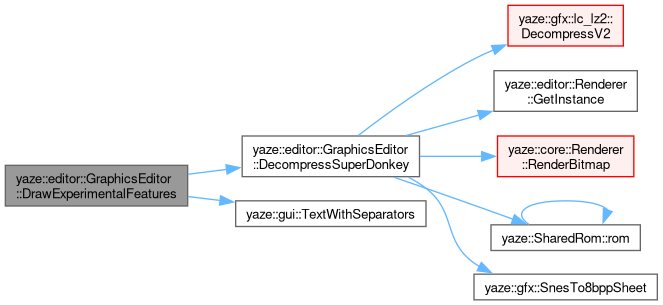 yaze::editor::GraphicsEditor
::DrawExperimentalFeatures
yaze::editor::GraphicsEditor
::DecompressSuperDonkey
yaze::gui::TextWithSeparators
yaze::gfx::lc_lz2::
DecompressV2
yaze::editor::Renderer
::GetInstance
yaze::core::Renderer
::RenderBitmap
yaze::SharedRom::rom
yaze::gfx::SnesTo8bppSheet